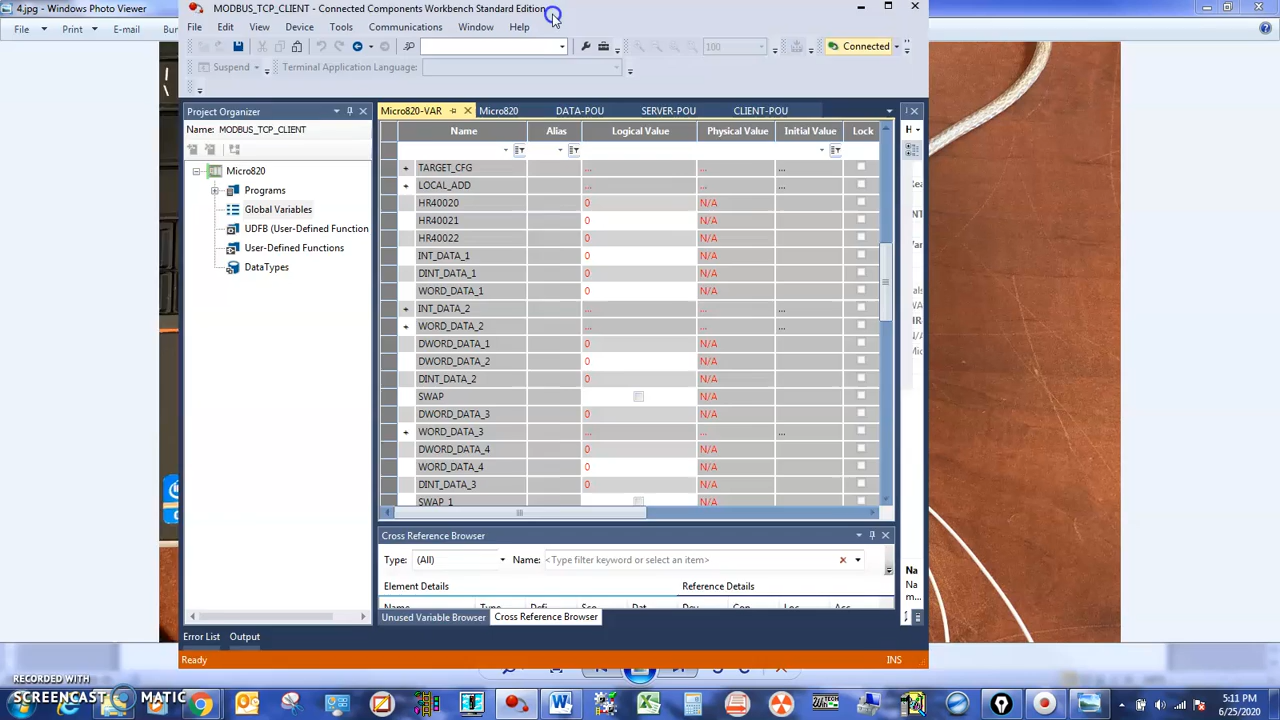 4.jpg - Windows Photo Viewer
File Print E-mail
MODBUS_TCP_CLIENT - Connected Components Workbench Standard Edition
File Edit View Device Tools Communications Window Help
100 Connected
Suspend Terminal Application Language:
Project Organizer
Name: MODBUS_TCP_CLIENT
Micro820
Programs
Global Variables
UDFB (User-Defined Function
User-Defined Functions
DataTypes
Micro820-VAR Micro820 DATA-POU SERVER-POU CLIENT-POU
Name Alias Logical Value Physical Value Initial Value Lock
+ TARGET_CFG ... ... ...
+ LOCAL_ADD ... ... ...
HR40020 0 N/A
HR40021 0 N/A
HR40022 0 N/A
INT_DATA_1 0 N/A
DINT_DATA_1 0 N/A
WORD_DATA_1 0 N/A
+ INT_DATA_2 ... ... ...
+ WORD_DATA_2 ... ... ...
DWORD_DATA_1 0 N/A
DWORD_DATA_2 0 N/A
DINT_DATA_2 0 N/A
SWAP N/A
DWORD_DATA_3 0 N/A
+ WORD_DATA_3 ... ... ...
DWORD_DATA_4 0 N/A
WORD_DATA_4 0 N/A
DINT_DATA_3 0 N/A
SWAP_1 N/A
Cross Reference Browser
Type: (All) Name: <Type filter keyword or select an item>
Element Details Reference Details
Unused Variable Browser Cross Reference Browser
Na
m...
Error List Output
Ready INS
RECORDED WITH
SCREENCAST MATIC
5:11 PM
6/25/2020